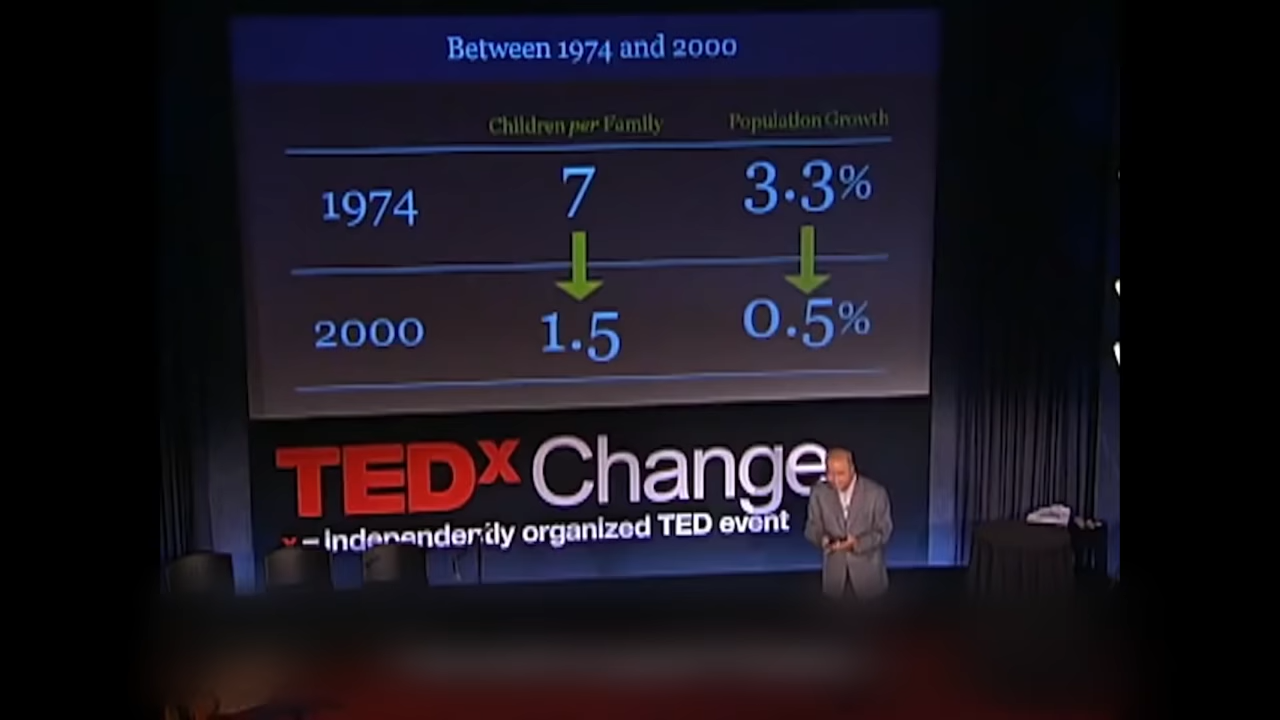 Between 1974 and 2000
Children per Family Population Growth
1974 7 3.3%
2000 1.5 0.5%
TEDx Change
x = independently organized TED event